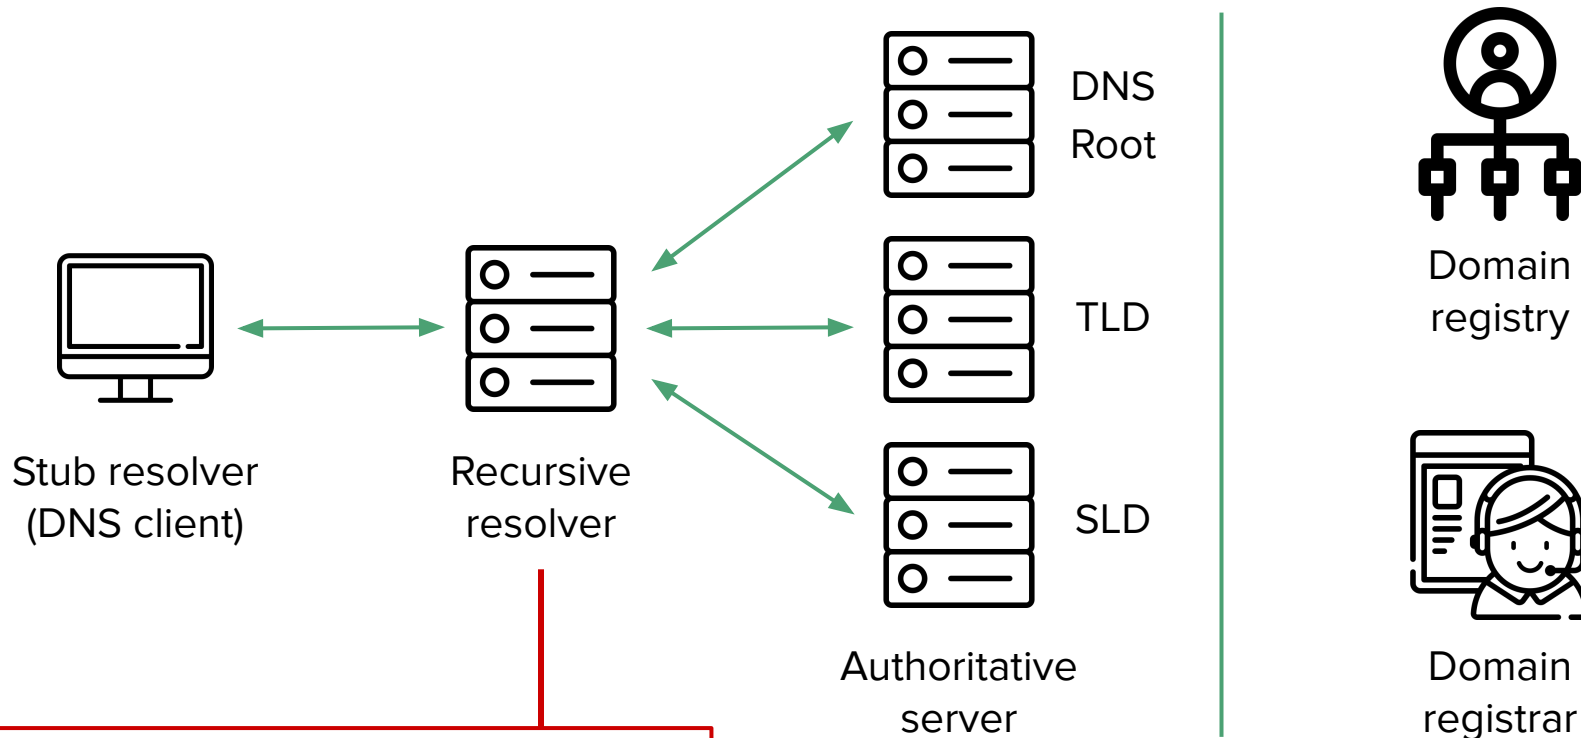 DNS
Root
TLD
SLD
Stub resolver
(DNS client)
Recursive
resolver
Authoritative
server
Domain
registry
Domain
registrar